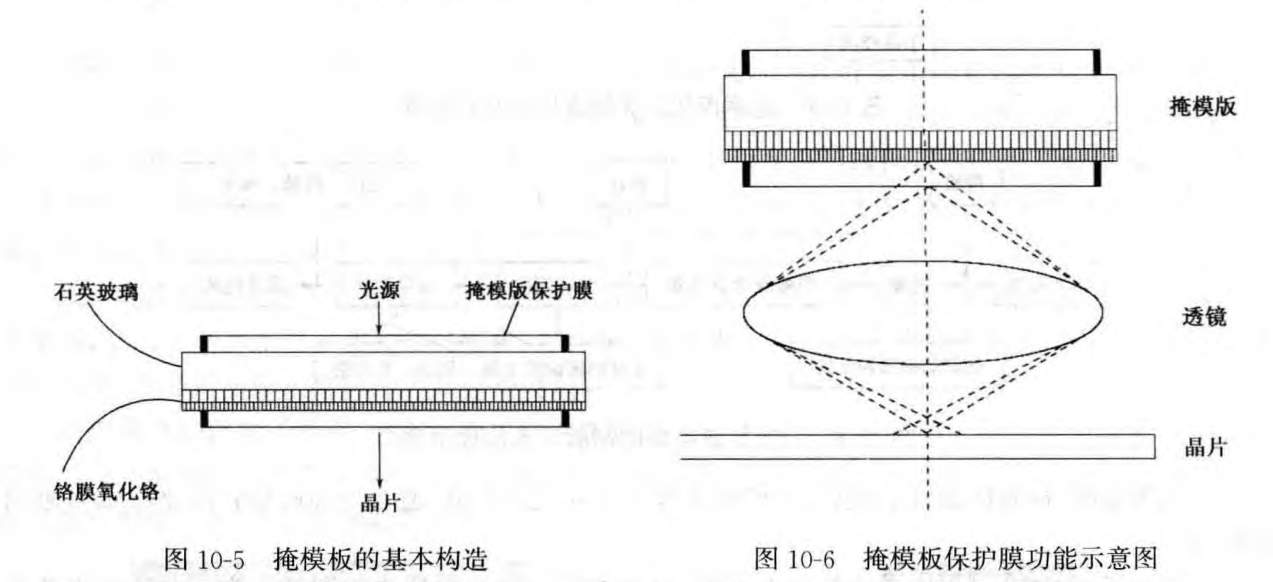 掩模版
石英玻璃
光源
掩模版保护膜
透镜
晶片
铬膜氧化铬
晶片
图 10-5 掩模板的基本构造
图 10-6 掩模板保护膜功能示意图